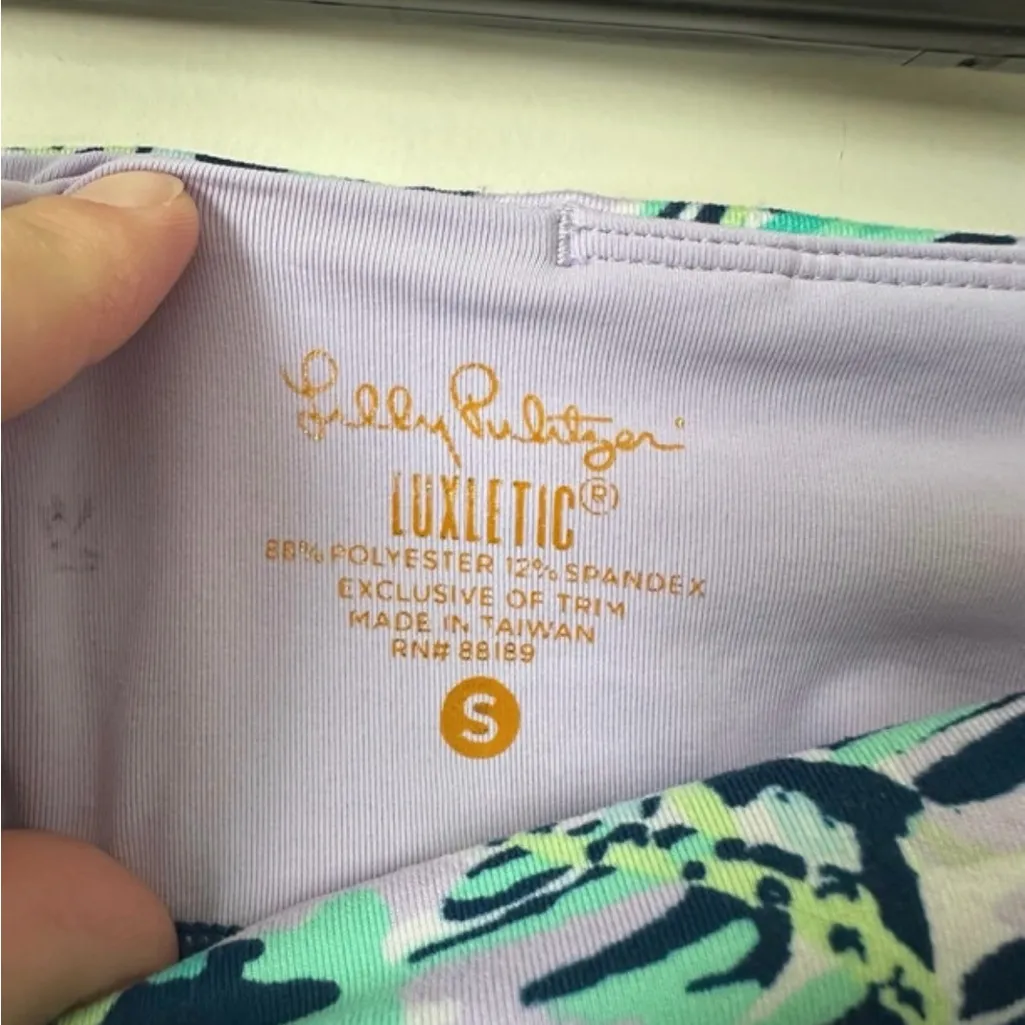 Lilly Pulitzer
LUXLETIC®
88% POLYESTER 12% SPANDEX
EXCLUSIVE OF TRIM
MADE IN TAIWAN
RN# 88189
S